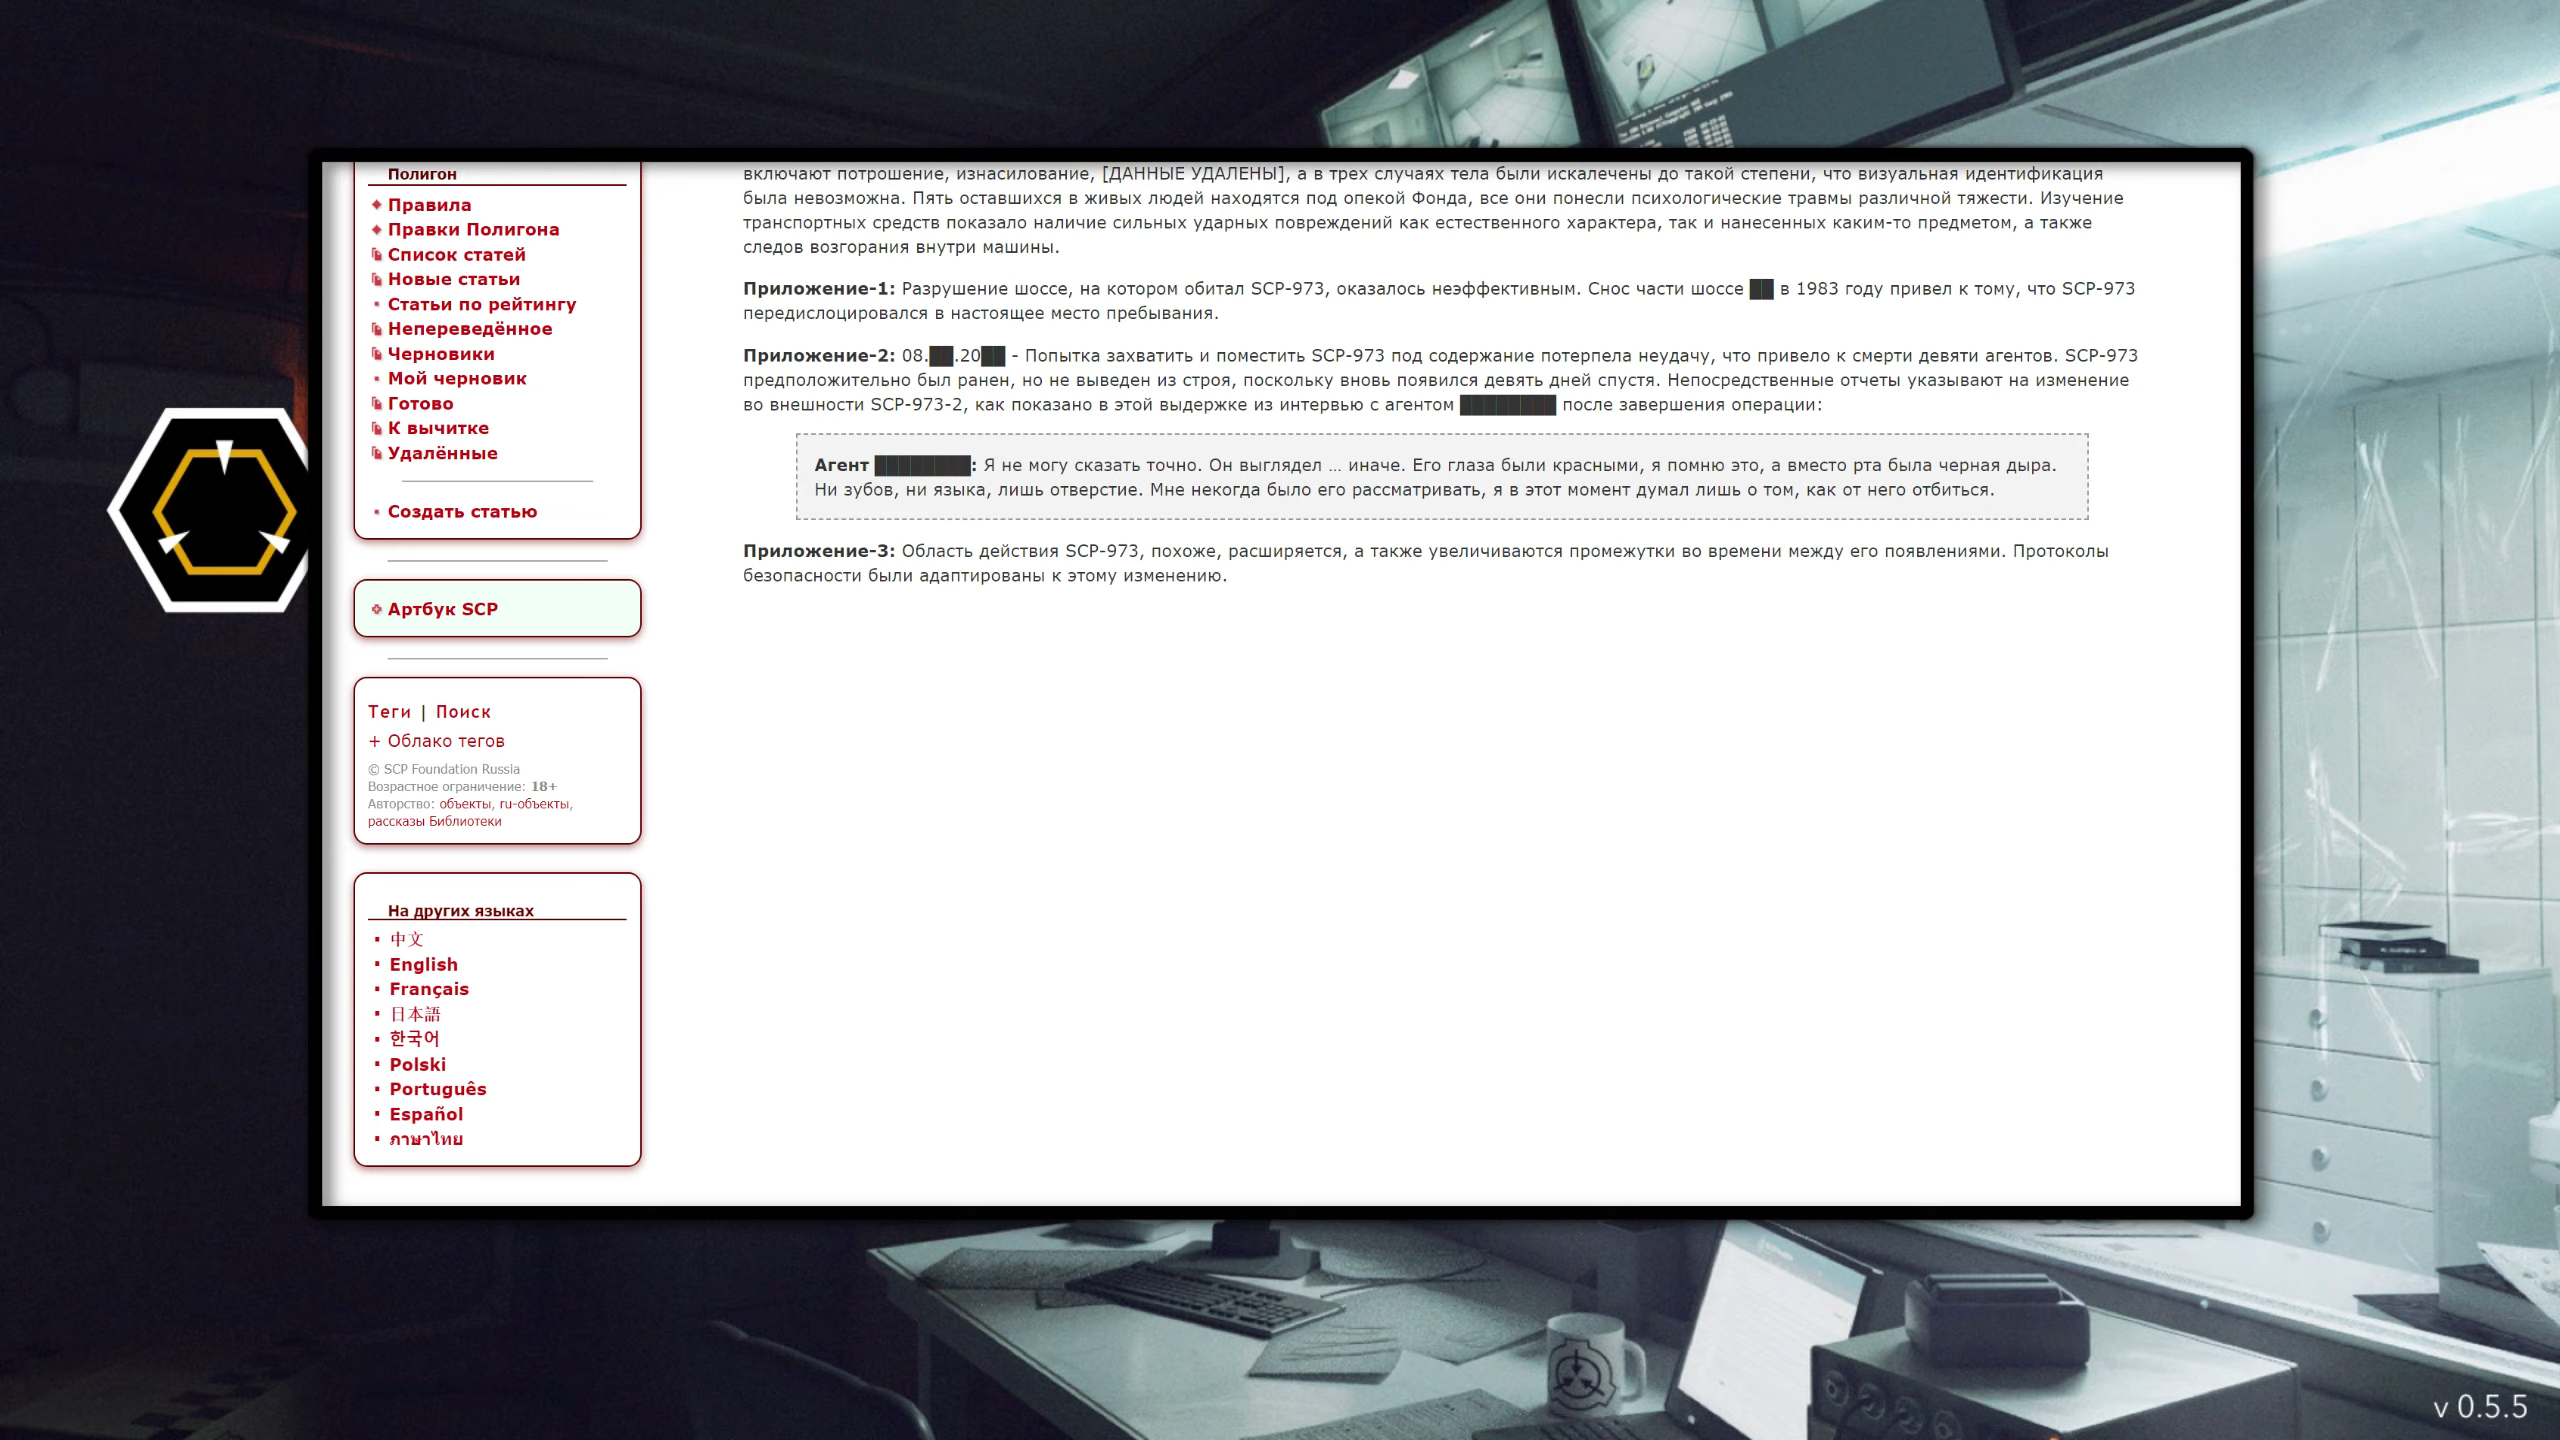 Полигон
Правила
Правки Полигона
Список статей
Новые статьи
Статьи по рейтингу
Непереведённое
Черновики
Мой черновик
Готово
К вычитке
Удалённые
Создать статью
Артбук SCP
Теги | Поиск
+ Облако тегов
© SCP Foundation Russia
Возрастное ограничение: 18+
Авторство: объекты, ru-объекты,
рассказы Библиотеки
На других языках
中文
English
Français
日本語
한국어
Polski
Português
Español
ภาษาไทย
включают потрошение, изнасилование, [ДАННЫЕ УДАЛЕНЫ], а в трех случаях тела были искалечены до такой степени, что визуальная идентификация
была невозможна. Пять оставшихся в живых людей находятся под опекой Фонда, все они понесли психологические травмы различной тяжести. Изучение
транспортных средств показало наличие сильных ударных повреждений как естественного характера, так и нанесенных каким-то предметом, а также
следов возгорания внутри машины.
Приложение-1: Разрушение шоссе, на котором обитал SCP-973, оказалось неэффективным. Снос части шоссе ██ в 1983 году привел к тому, что SCP-973
передислоцировался в настоящее место пребывания.
Приложение-2: 08.██.20██ - Попытка захватить и поместить SCP-973 под содержание потерпела неудачу, что привело к смерти девяти агентов. SCP-973
предположительно был ранен, но не выведен из строя, поскольку вновь появился девять дней спустя. Непосредственные отчеты указывают на изменение
во внешности SCP-973-2, как показано в этой выдержке из интервью с агентом ████████ после завершения операции:
Агент ████████: Я не могу сказать точно. Он выглядел … иначе. Его глаза были красными, я помню это, а вместо рта была черная дыра.
Ни зубов, ни языка, лишь отверстие. Мне некогда было его рассматривать, я в этот момент думал лишь о том, как от него отбиться.
Приложение-3: Область действия SCP-973, похоже, расширяется, а также увеличиваются промежутки во времени между его появлениями. Протоколы
безопасности были адаптированы к этому изменению.
v 0.5.5